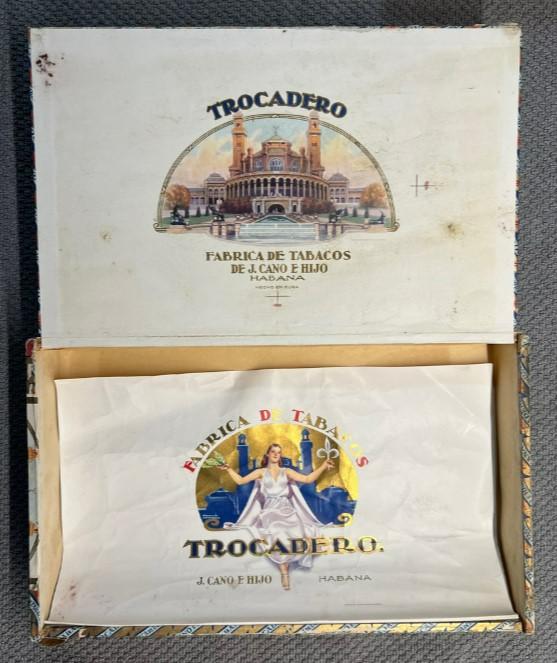 TROCADERO
FABRICA DE TABACOS
DE J. CANO E HIJO
HABANA
HECHO EN CUBA
FABRICA DE TABACOS
TROCADERO.
J. CANO E HIJO HABANA